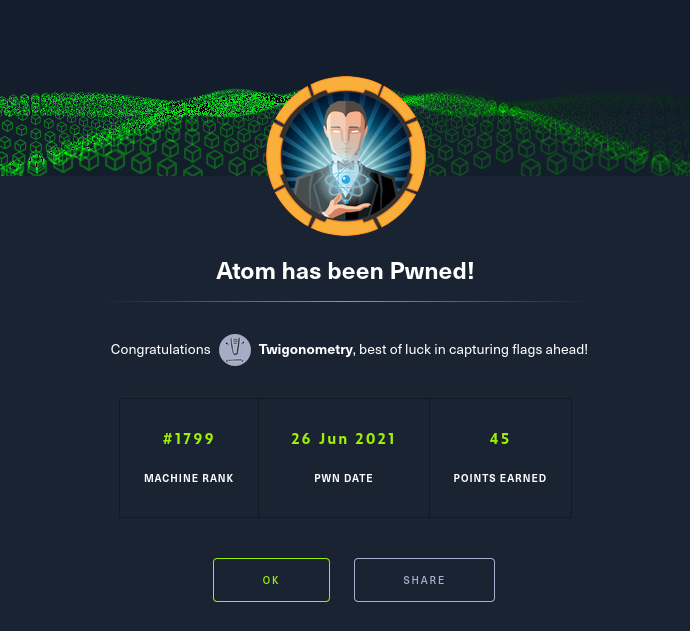 Atom has been Pwned!
Congratulations Twigonometry, best of luck in capturing flags ahead!
#1799 26 Jun 2021 45
MACHINE RANK PWN DATE POINTS EARNED
OK SHARE